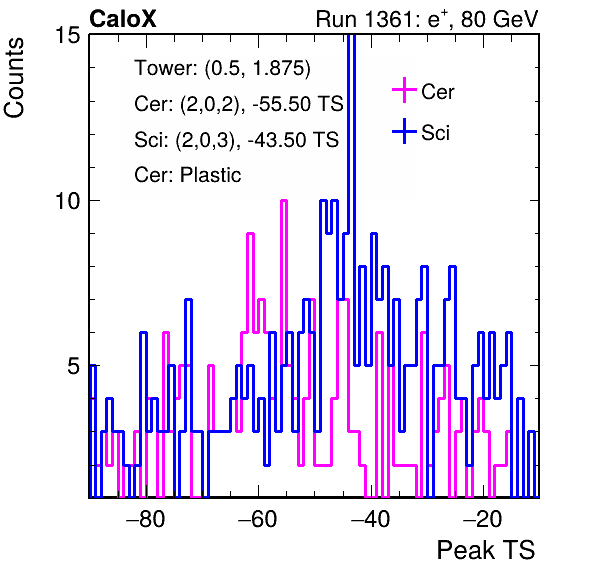 CaloX Run 1361: e⁺, 80 GeV
Counts
15
Tower: (0.5, 1.875)
Cer: (2,0,2), -55.50 TS
Sci: (2,0,3), -43.50 TS
Cer: Plastic
Cer
Sci
10
5
−80 −60 −40 −20
Peak TS